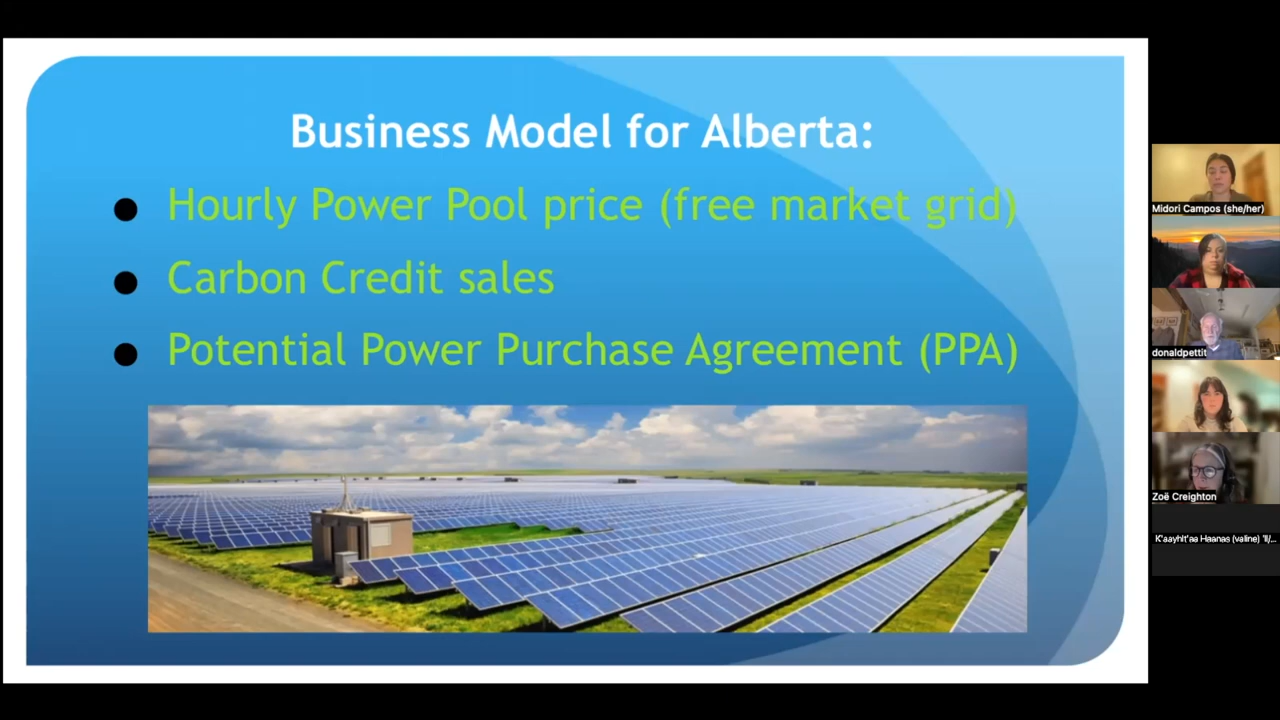 Business Model for Alberta:
Hourly Power Pool price (free market grid)
Carbon Credit sales
Potential Power Purchase Agreement (PPA)
Midori Campos (she/her)
donaldpettit
Zoë Creighton
K'aayhlt'aa Haanas (valine) 'll/...